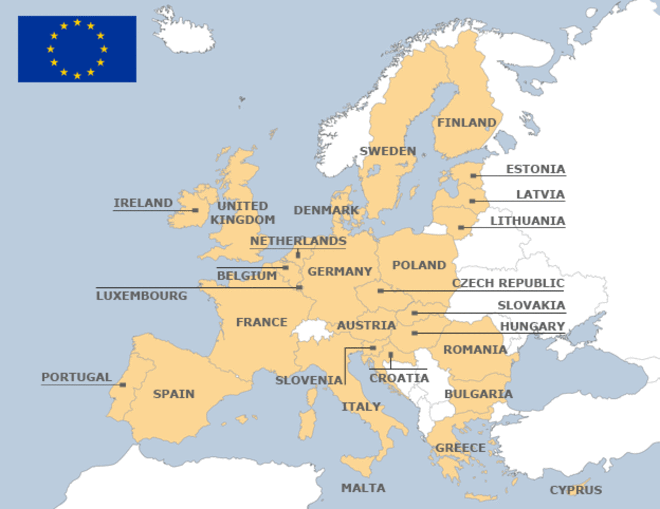 FINLAND
SWEDEN
ESTONIA
LATVIA
LITHUANIA
IRELAND
UNITED
KINGDOM
DENMARK
NETHERLANDS
BELGIUM
GERMANY
POLAND
LUXEMBOURG
CZECH REPUBLIC
SLOVAKIA
HUNGARY
FRANCE
AUSTRIA
ROMANIA
PORTUGAL
SPAIN
SLOVENIA
CROATIA
BULGARIA
ITALY
GREECE
MALTA
CYPRUS